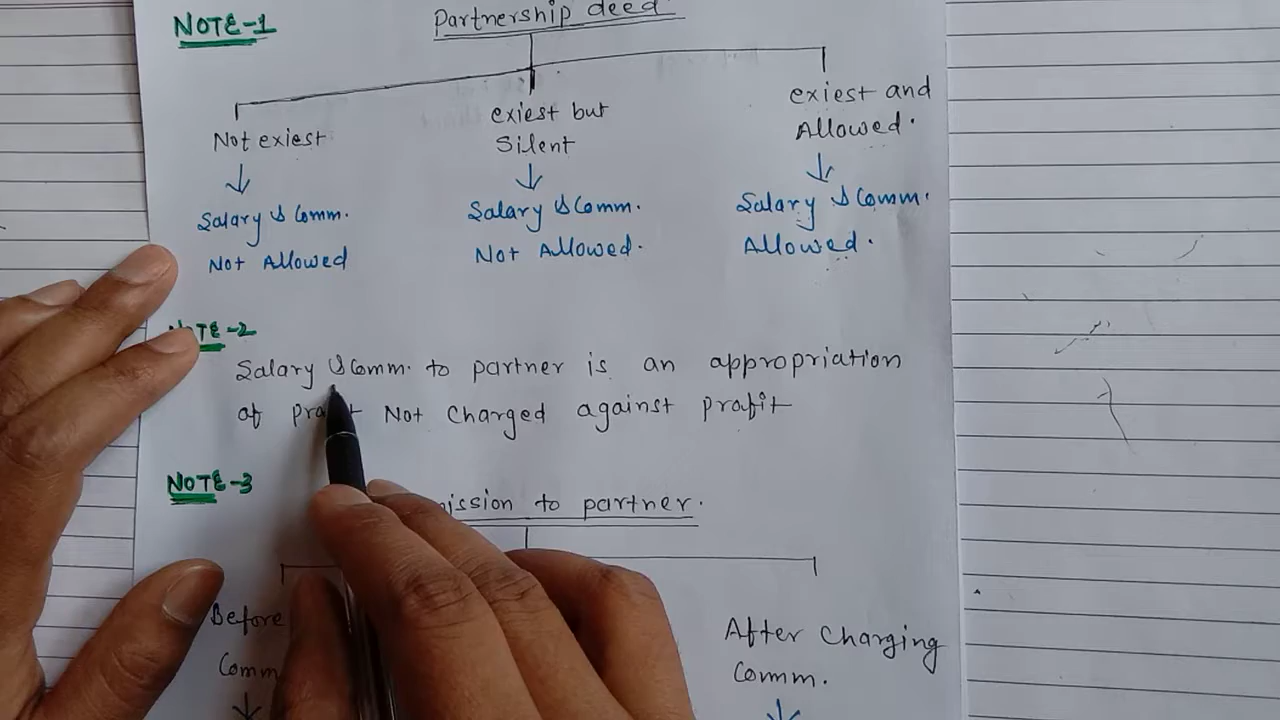 NOTE-1
Partnership deed
Not exiest
exiest but
Silent
exiest and
Allowed.
Salary & Comm.
Not Allowed
Salary & Comm.
Not Allowed.
Salary & Comm.
Allowed.
Salary & Comm. to partner is an appropriation
of Not Charged against profit
NOTE-3
to partner.
Before
Comm
After Charging
Comm.